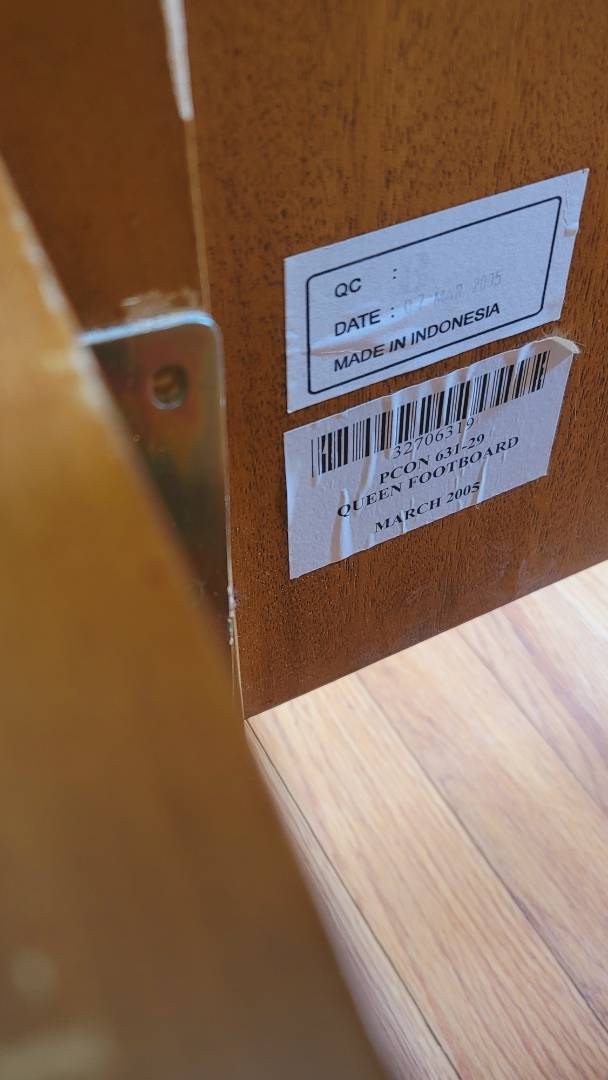 QC :
DATE : 07 MAR 2005
MADE IN INDONESIA
32706319
PCON 631-29
QUEEN FOOTBOARD
MARCH 2005